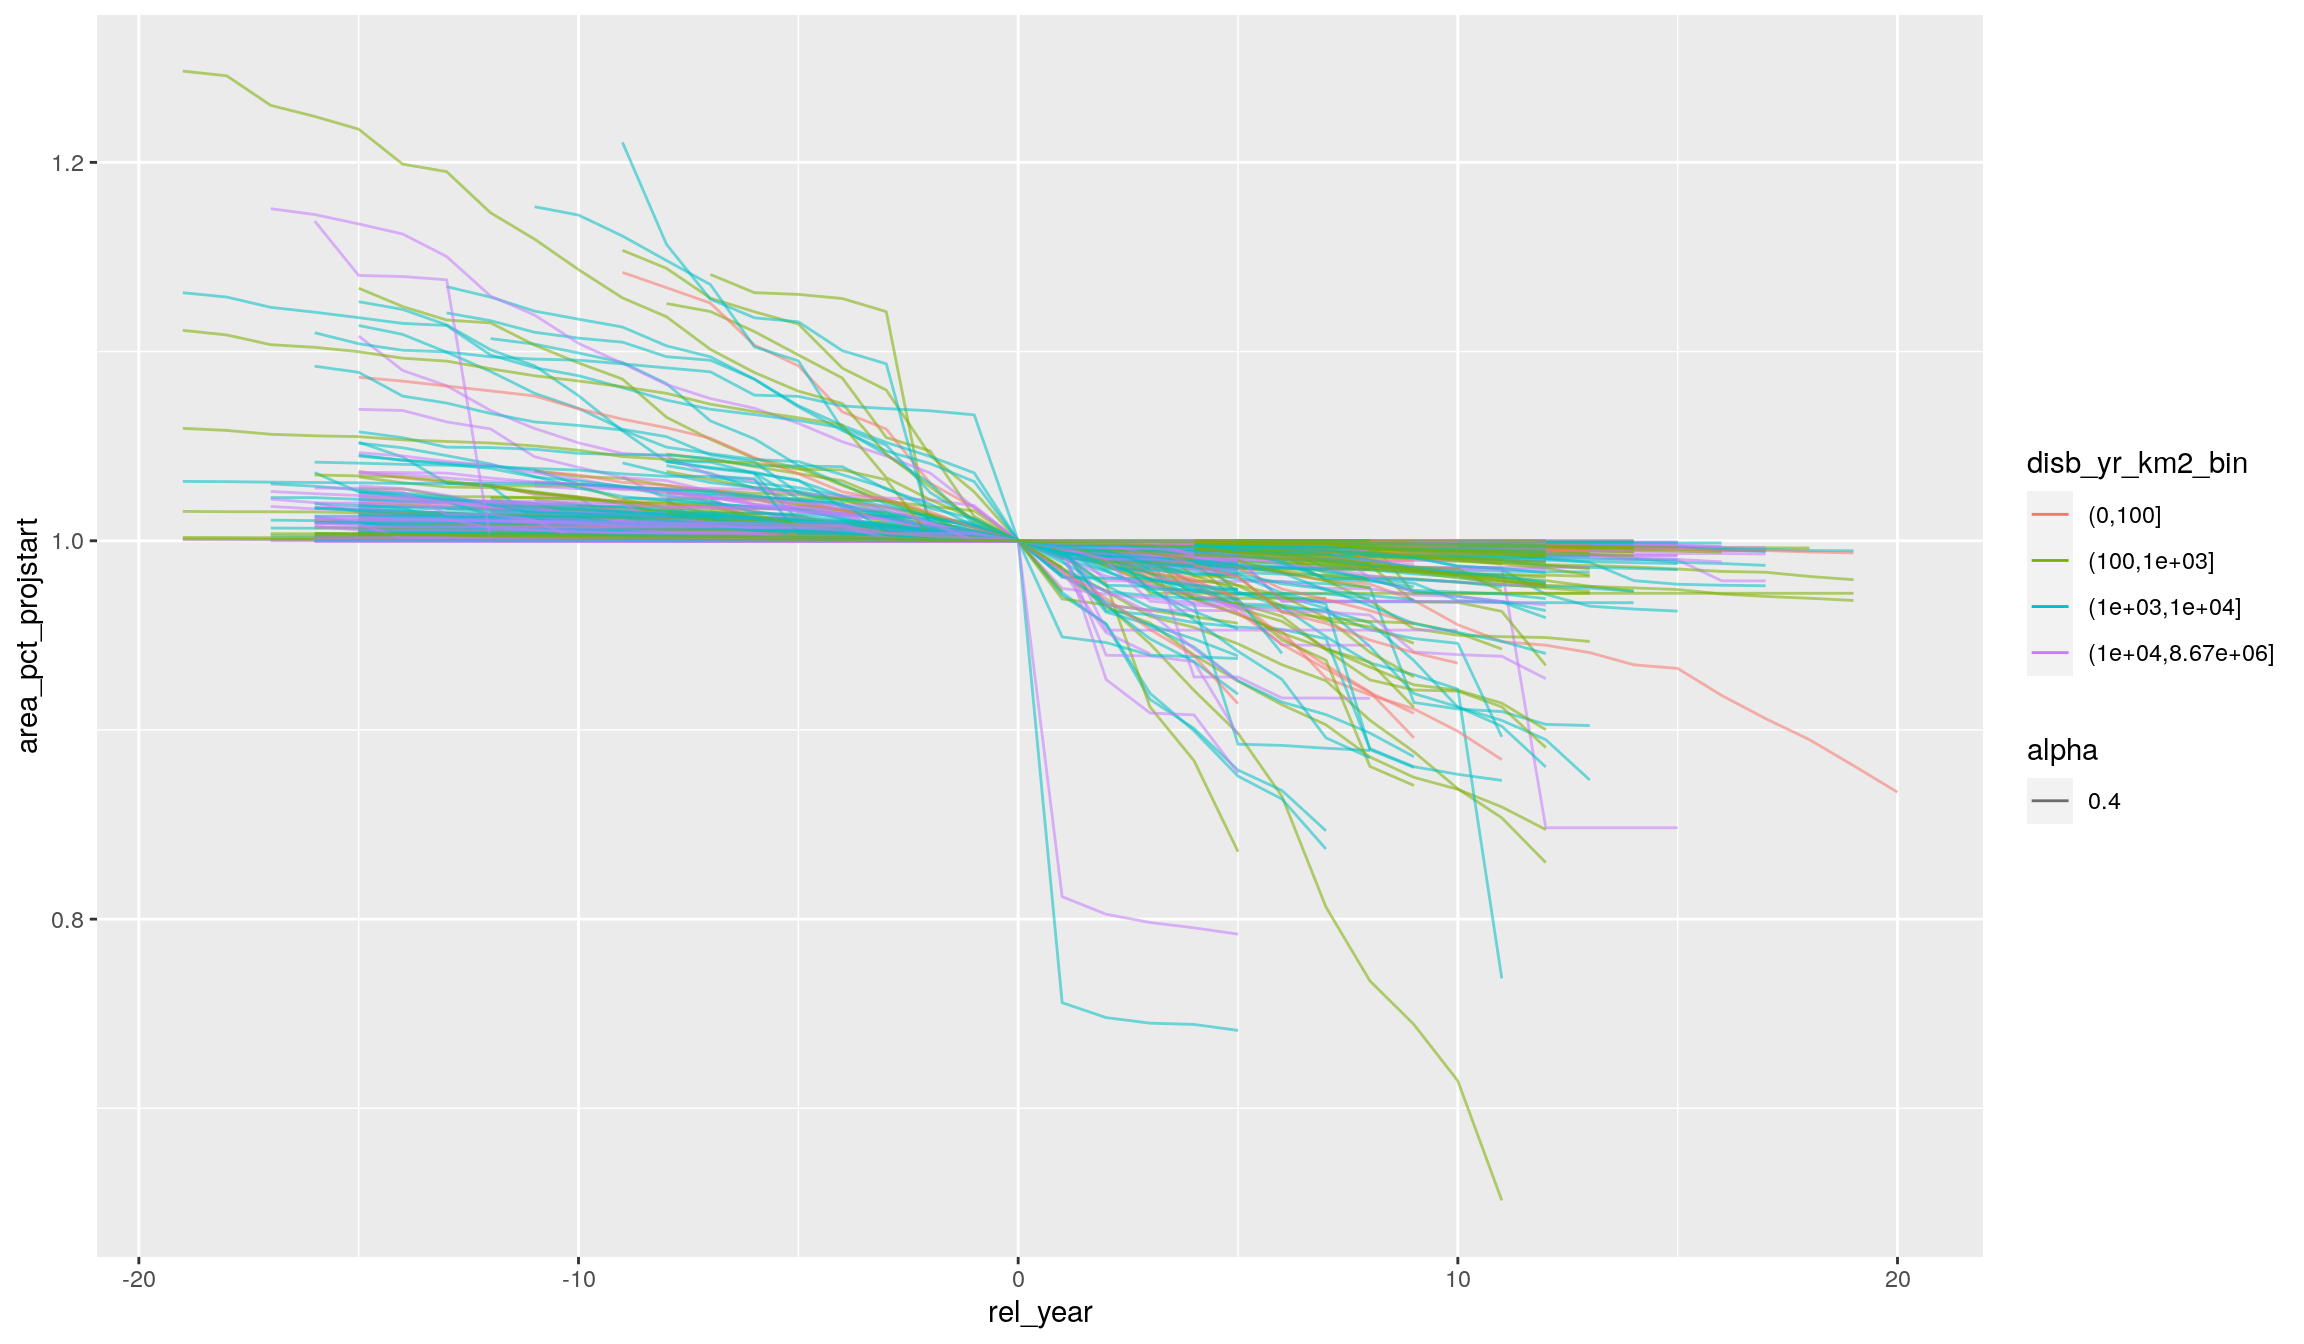 1.2
1.0
0.8
area_pct_projstart
-20
-10
0
10
20
rel_year
disb_yr_km2_bin
(0,100]
(100,1e+03]
(1e+03,1e+04]
(1e+04,8.67e+06]
alpha
0.4